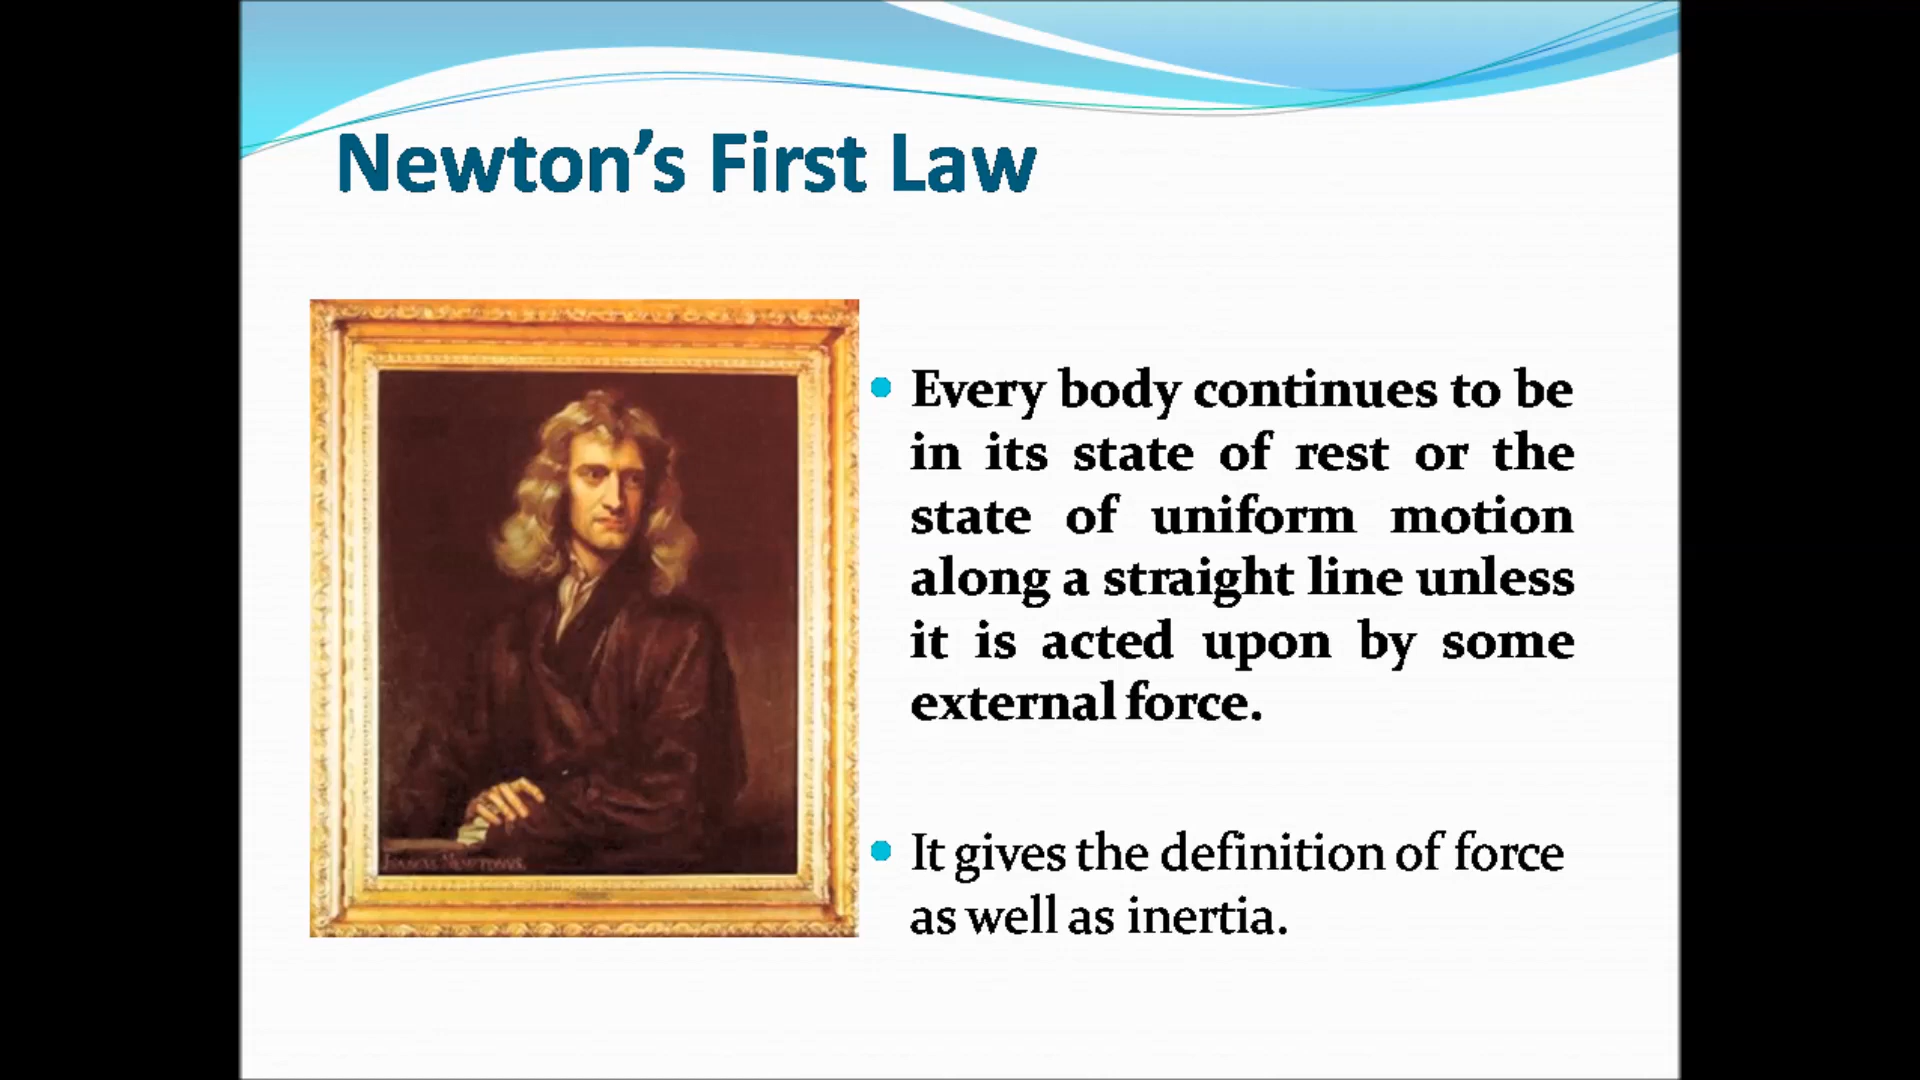 Newton’s First Law
• Every body continues to be
in its state of rest or the
state of uniform motion
along a straight line unless
it is acted upon by some
external force.
• It gives the definition of force
as well as inertia.